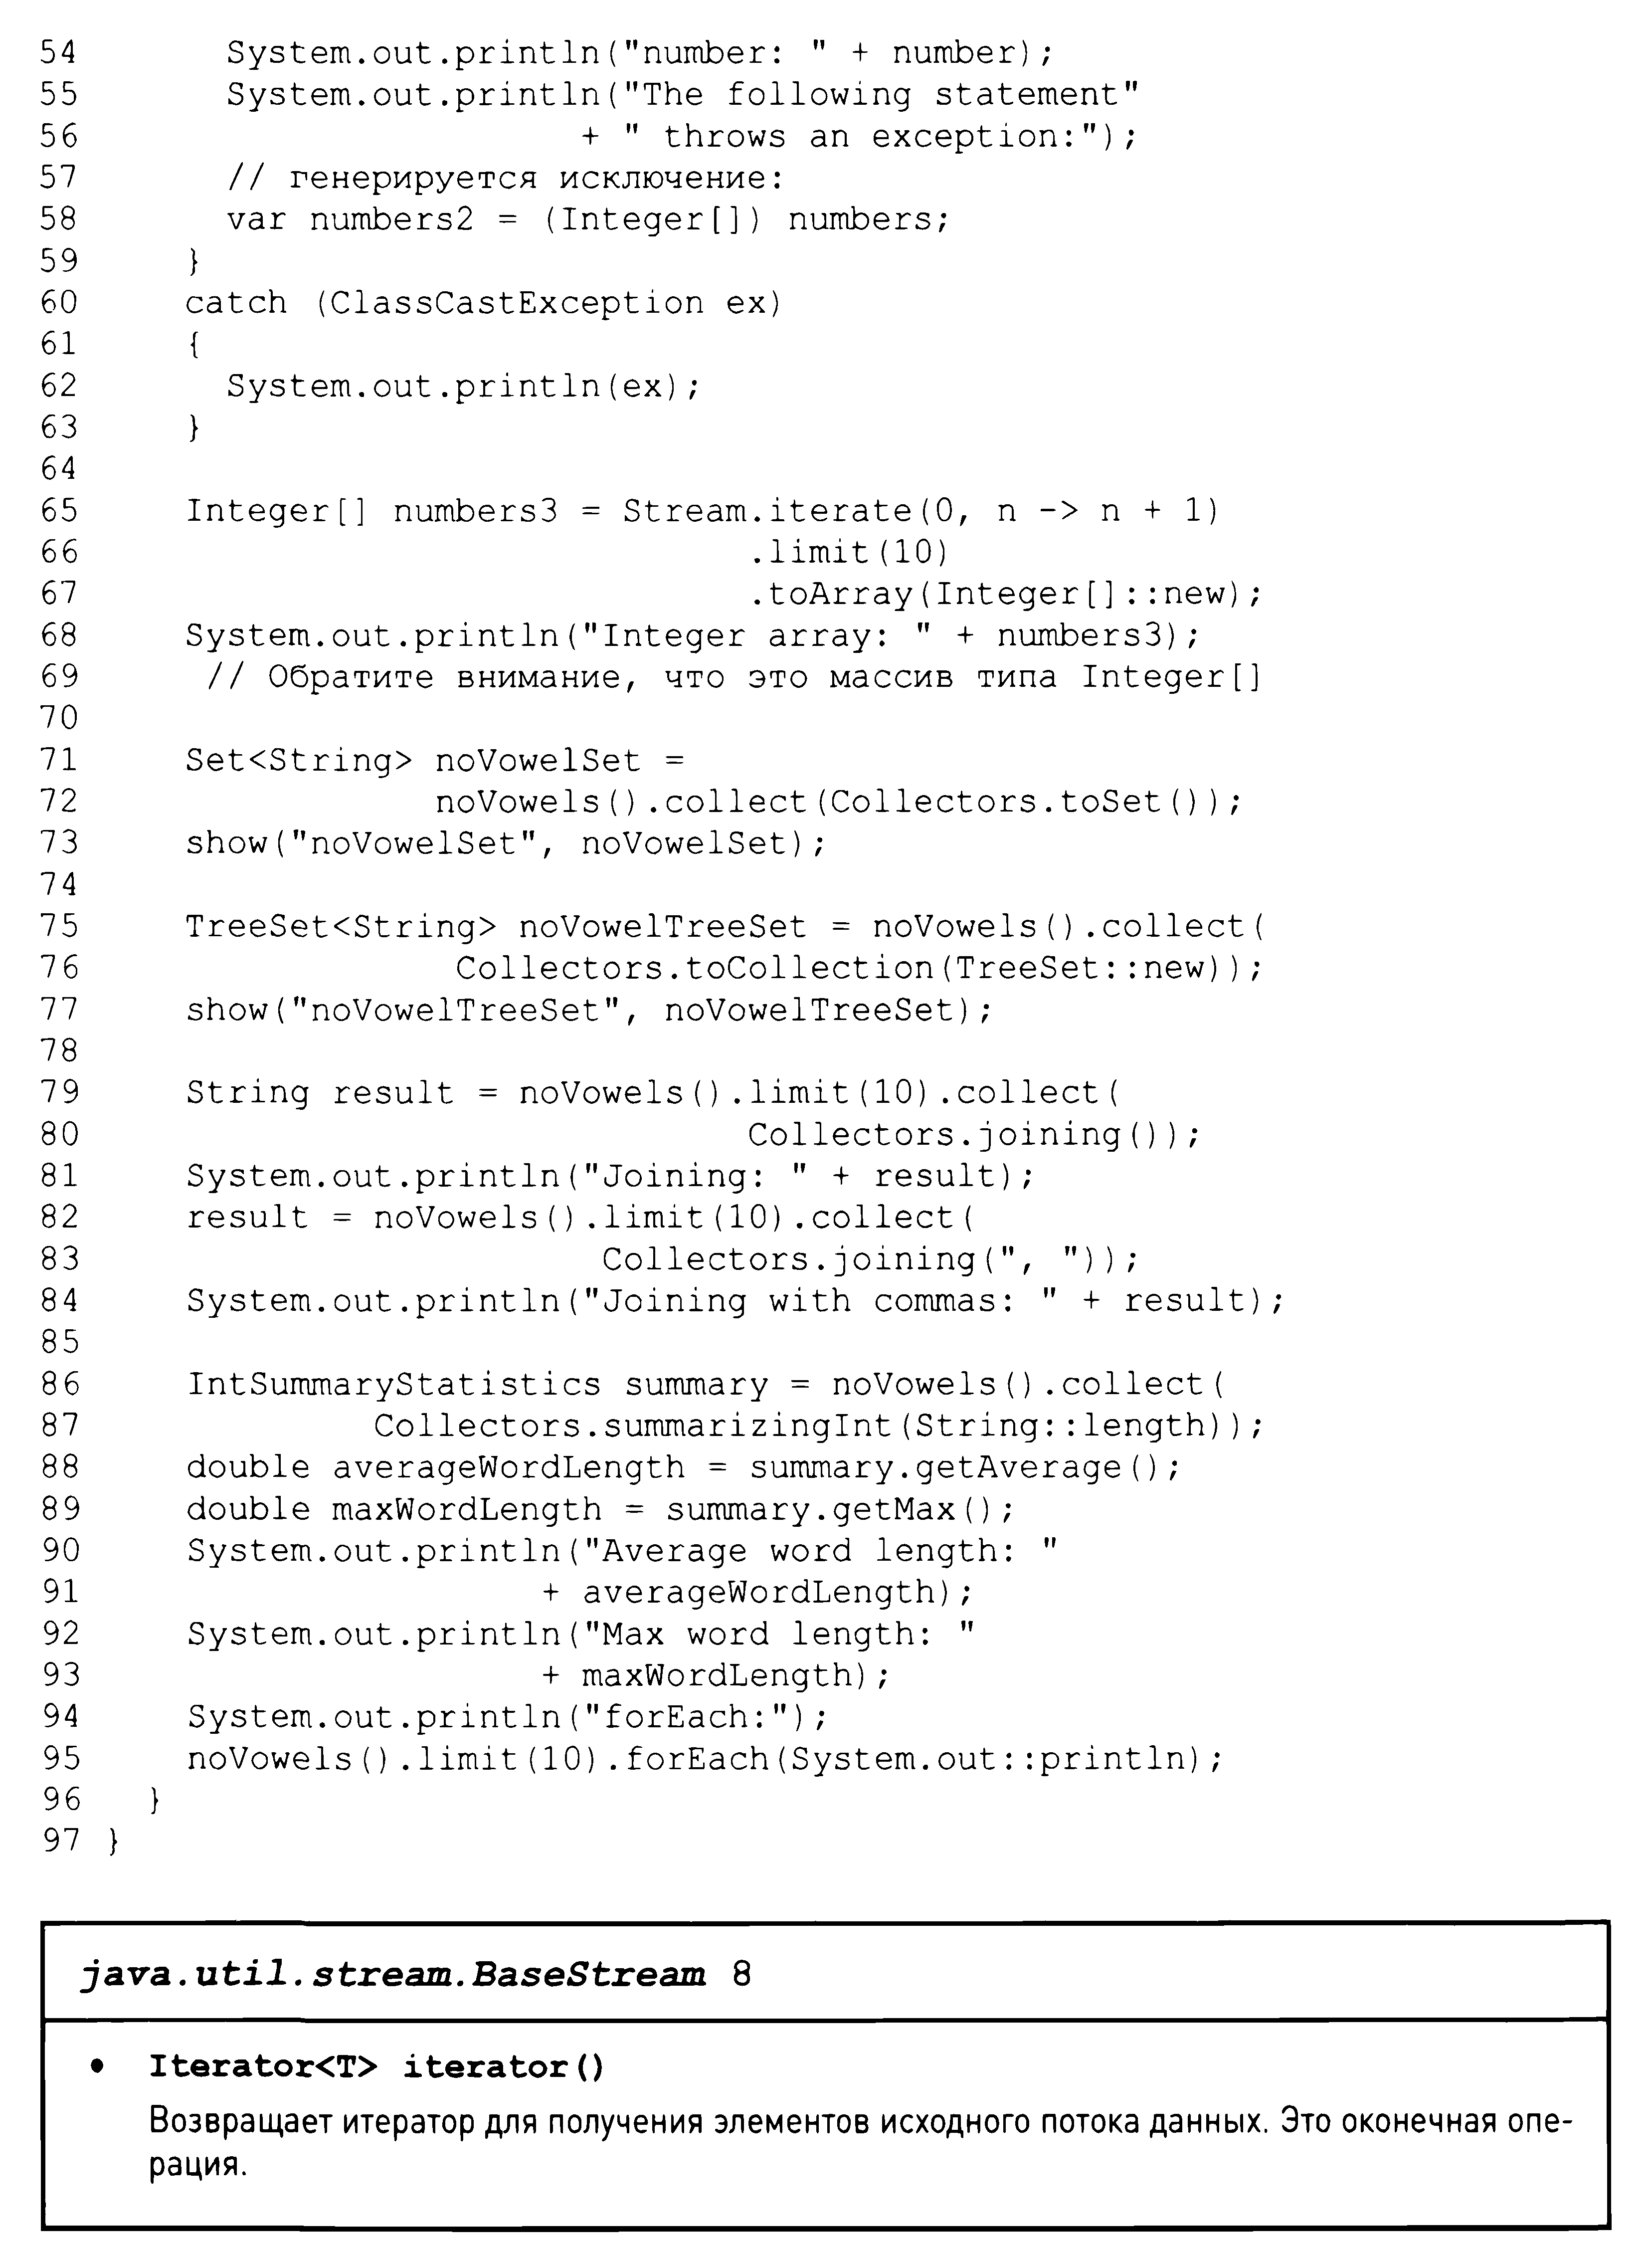 54       System.out.println("number: " + number);
55       System.out.println("The following statement"
56                        + " throws an exception:");
57       // генерируется исключение:
58       var numbers2 = (Integer[]) numbers;
59     }
60     catch (ClassCastException ex)
61     {
62       System.out.println(ex);
63     }
64
65     Integer[] numbers3 = Stream.iterate(0, n -> n + 1)
66                                .limit(10)
67                                .toArray(Integer[]::new);
68     System.out.println("Integer array: " + numbers3);
69      // Обратите внимание, что это массив типа Integer[]
70
71     Set<String> noVowelSet =
72                 noVowels().collect(Collectors.toSet());
73     show("noVowelSet", noVowelSet);
74
75     TreeSet<String> noVowelTreeSet = noVowels().collect(
76                  Collectors.toCollection(TreeSet::new));
77     show("noVowelTreeSet", noVowelTreeSet);
78
79     String result = noVowels().limit(10).collect(
80                                Collectors.joining());
81     System.out.println("Joining: " + result);
82     result = noVowels().limit(10).collect(
83                         Collectors.joining(", "));
84     System.out.println("Joining with commas: " + result);
85
86     IntSummaryStatistics summary = noVowels().collect(
87              Collectors.summarizingInt(String::length));
88     double averageWordLength = summary.getAverage();
89     double maxWordLength = summary.getMax();
90     System.out.println("Average word length: "
91                      + averageWordLength);
92     System.out.println("Max word length: "
93                      + maxWordLength);
94     System.out.println("forEach:");
95     noVowels().limit(10).forEach(System.out::println);
96   }
97 }
java.util.stream.BaseStream 8
• Iterator<T> iterator()
Возвращает итератор для получения элементов исходного потока данных. Это оконечная опе-
рация.